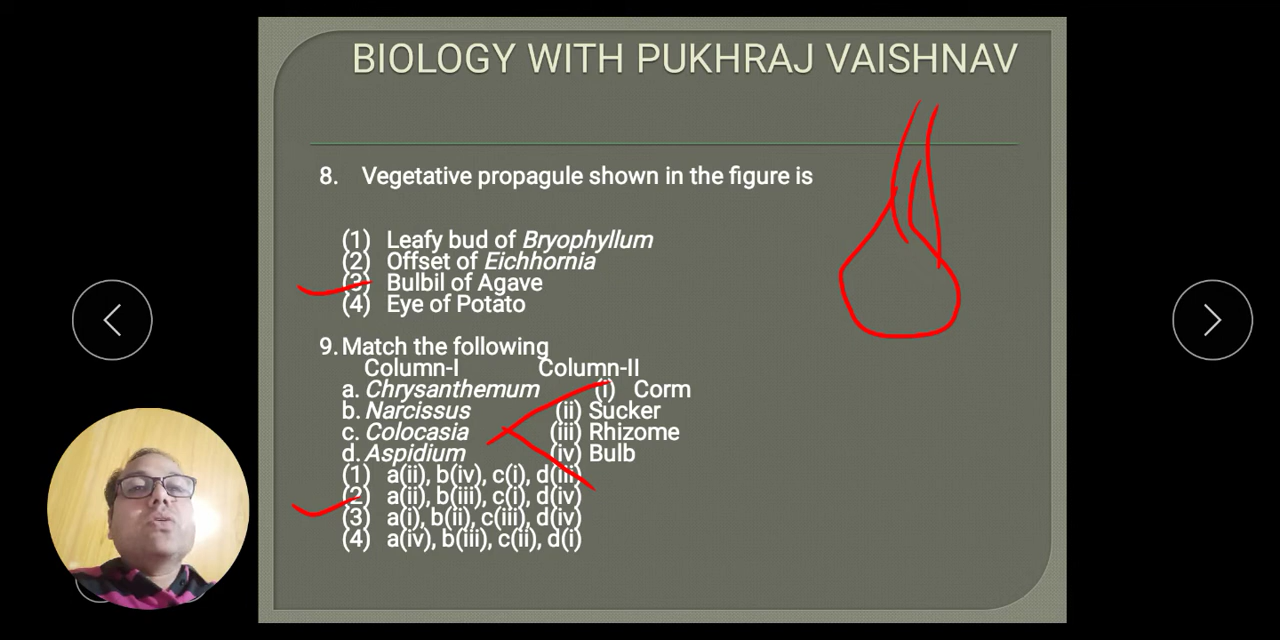 BIOLOGY WITH PUKHRAJ VAISHNAV
8. Vegetative propagule shown in the figure is
(1) Leafy bud of Bryophyllum
(2) Offset of Eichhornia
(3) Bulbil of Agave
(4) Eye of Potato
9. Match the following
Column-I Column-II
a. Chrysanthemum (i) Corm
b. Narcissus (ii) Sucker
c. Colocasia (iii) Rhizome
d. Aspidium (iv) Bulb
(1) a(ii), b(iv), c(i), d(iii)
(2) a(ii), b(iii), c(i), d(iv)
(3) a(i), b(ii), c(iii), d(iv)
(4) a(iv), b(iii), c(ii), d(i)